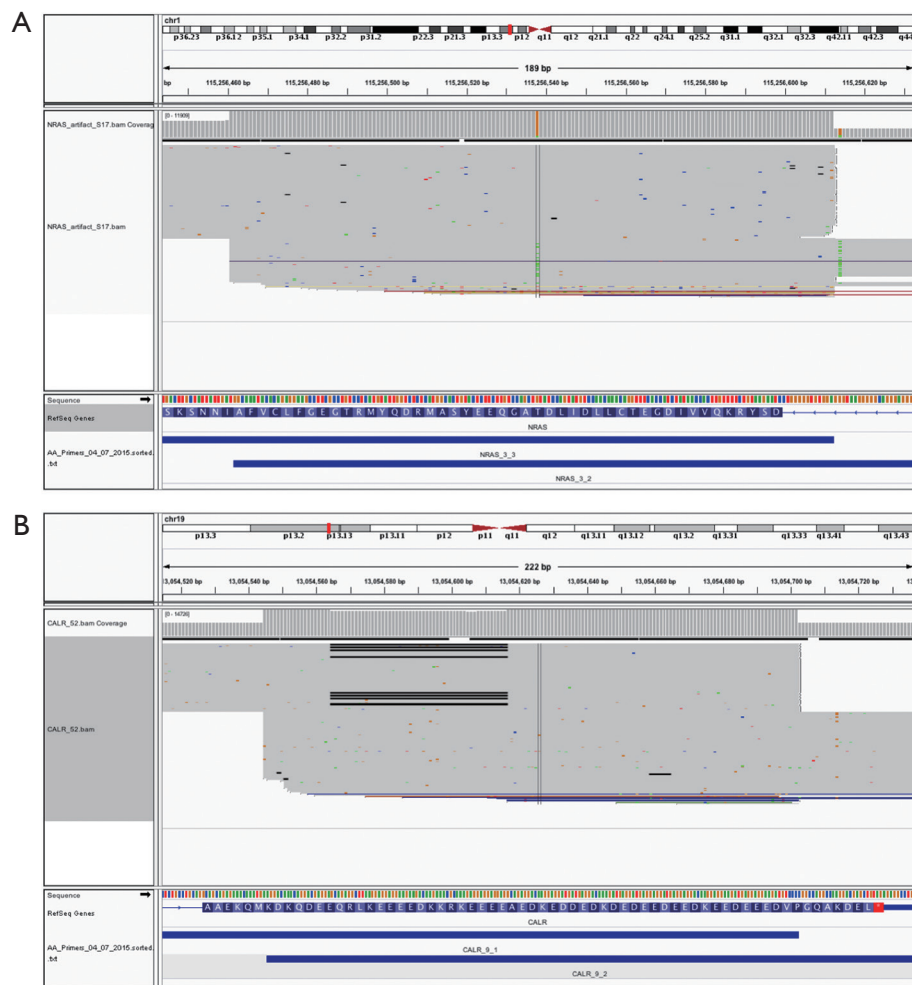 A
chr1
p36.23 p36.12 p35.1 p34.1 p32.2 p31.2 p22.3 p21.3 p13.3 p12 q11 q12 q21.1 q22 q24.1 q25.2 q31.1 q32.1 q32.3 q42.11 q42.3 q44
189 bp
bp 115,256,460 bp 115,256,480 bp 115,256,500 bp 115,256,520 bp 115,256,540 bp 115,256,560 bp 115,256,580 bp 115,256,600 bp 115,256,620 bp
NRAS_artifact_S17.bam Coverag
NRAS_artifact_S17.bam
Sequence
RefSeq Genes
S K S N N I A F V C L F G E G T R M Y Q D R M A S Y E E Q G A T D L I D L L C T E G D I V V Q K R Y S D
NRAS
AA_Primers_04_07_2015.sorted.
.txt
NRAS_3_3
NRAS_3_2
B
chr19
p13.3 p13.2 p13.13 p13.11 p12 p11 q11 q12 q13.11 q13.12 q13.2 q13.31 q13.33 q13.41 q13.43
222 bp
13,054,520 bp 13,054,540 bp 13,054,560 bp 13,054,580 bp 13,054,600 bp 13,054,620 bp 13,054,640 bp 13,054,660 bp 13,054,680 bp 13,054,700 bp 13,054,720 bp
CALR_52.bam Coverage
CALR_52.bam
Sequence
RefSeq Genes
A A E K Q M K D K Q D E E Q R L K E E E E D K K R K E E E E A E D K E D D E D K D E D E E D E E D K E E D E E E D V P G Q A K D E L *
CALR
AA_Primers_04_07_2015.sorted.
.txt
CALR_9_1
CALR_9_2